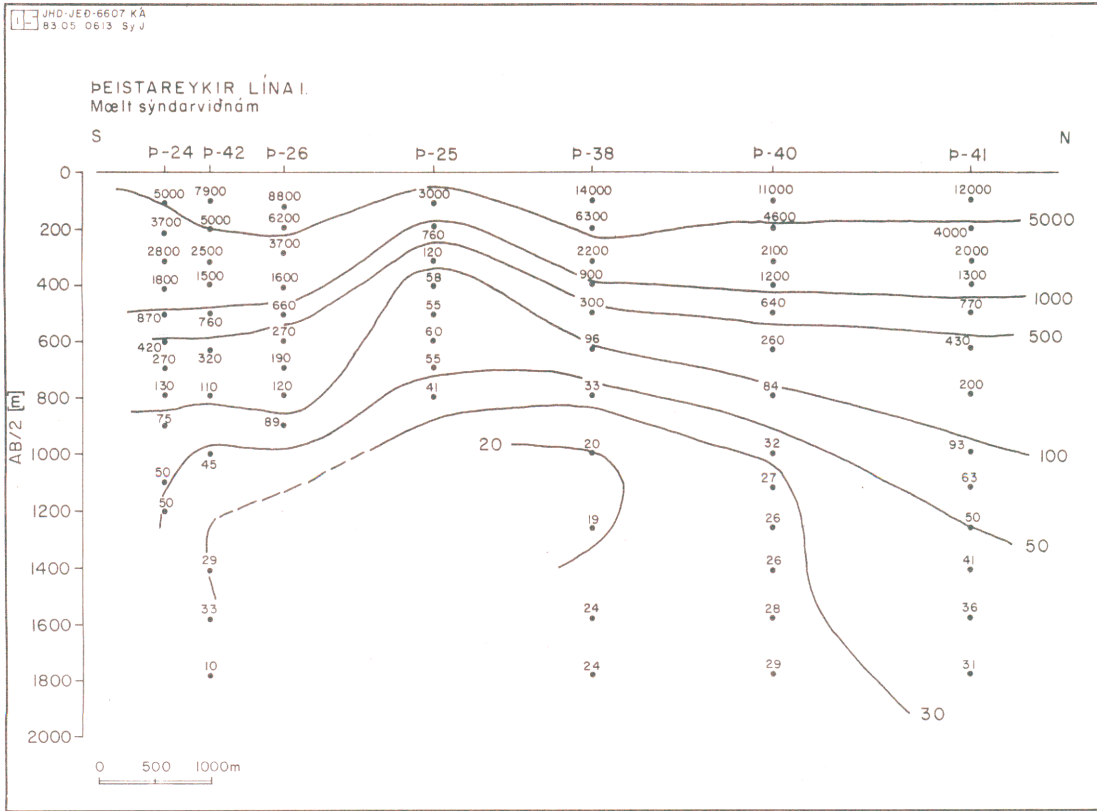 JHD-JEÐ-6607 KÁ
83 05 0613 SyJ
ÞEISTAREYKIR LÍNA I.
Mælt sýndarviðnám
S N
Þ-24 Þ-42 Þ-26 Þ-25 Þ-38 Þ-40 Þ-41
0
5000 7900 8800 3000 14000 11000 12000
3700 5000 6200 760 6300 4600 4000 5000
200
2800 2500 3700 120 2200 2100 2000
1800 1500 1600 58 900 1200 1300
400
870 760 660 55 300 640 770 1000
420 320 270 60 96 260 430 500
600
270 110 190 55 33 84 200
130 120 41
800
75 89
AB/2 [m]
45 20 20 32 93 100
1000
50 27 63
50 19 26 50 50
1200
29 26 41
1400
33 24 28 36
1600
10 24 29 31
1800
30
2000
0 500 1000m